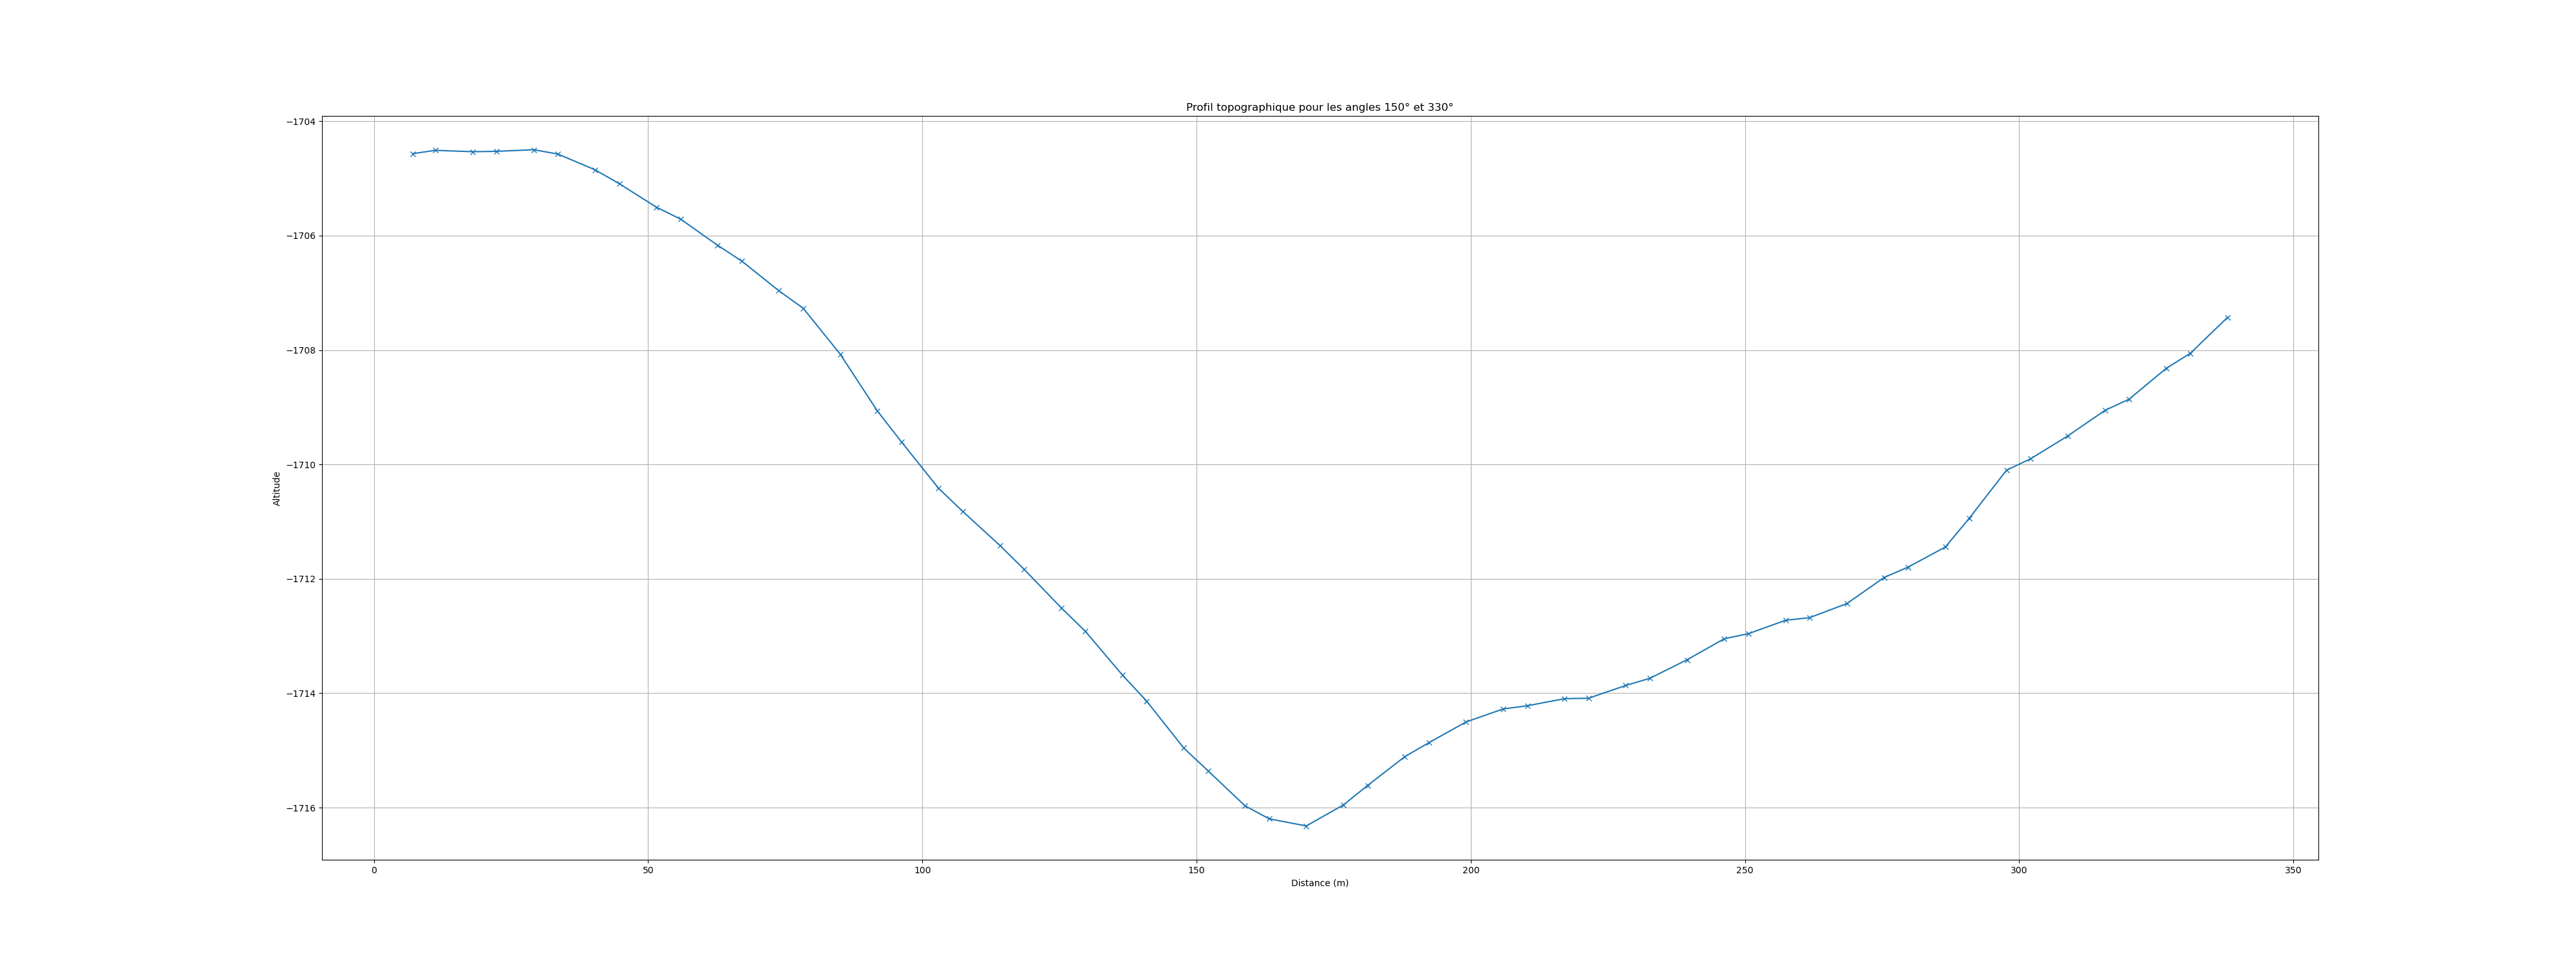 Profil topographique pour les angles 150° et 330°
−1704
−1706
−1708
−1710
−1712
−1714
−1716
Altitude
0 50 100 150 200 250 300 350
Distance (m)